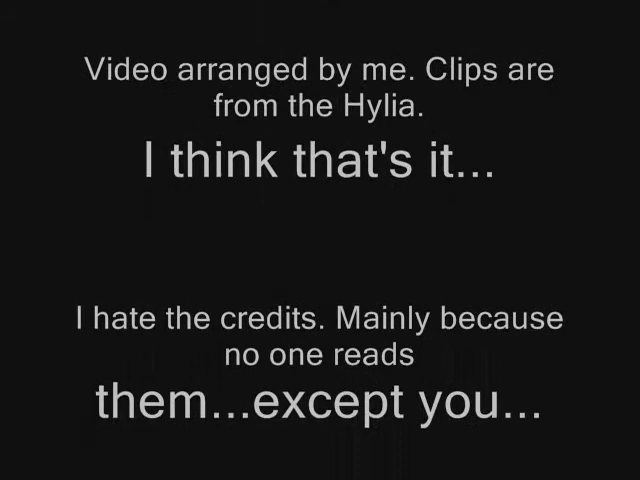 Video arranged by me. Clips are
from the Hylia.
I think that's it...
I hate the credits. Mainly because
no one reads
them...except you...